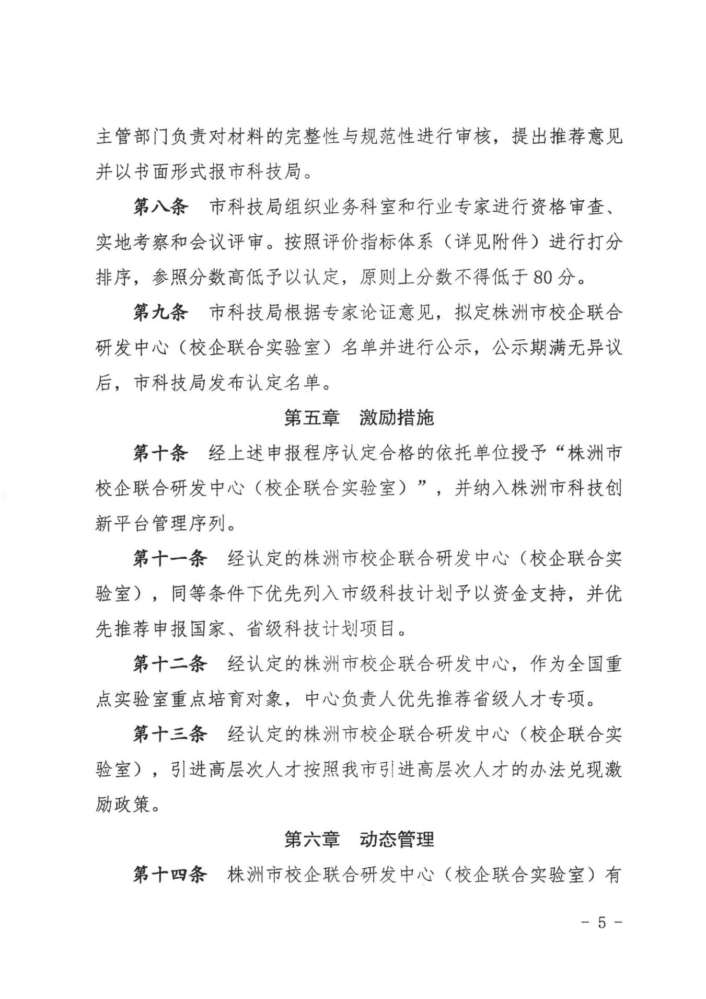 主管部门负责对材料的完整性与规范性进行审核，提出推荐意见
并以书面形式报市科技局。
第八条　市科技局组织业务科室和行业专家进行资格审查、
实地考察和会议评审。按照评价指标体系（详见附件）进行打分
排序，参照分数高低予以认定，原则上分数不得低于 80 分。
第九条　市科技局根据专家论证意见，拟定株洲市校企联合
研发中心（校企联合实验室）名单并进行公示，公示期满无异议
后，市科技局发布认定名单。
第五章　激励措施
第十条　经上述申报程序认定合格的依托单位授予“株洲市
校企联合研发中心（校企联合实验室）”，并纳入株洲市科技创
新平台管理序列。
第十一条　经认定的株洲市校企联合研发中心（校企联合实
验室），同等条件下优先列入市级科技计划予以资金支持，并优
先推荐申报国家、省级科技计划项目。
第十二条　经认定的株洲市校企联合研发中心，作为全国重
点实验室重点培育对象，中心负责人优先推荐省级人才专项。
第十三条　经认定的株洲市校企联合研发中心（校企联合实
验室），引进高层次人才按照我市引进高层次人才的办法兑现激
励政策。
第六章　动态管理
第十四条　株洲市校企联合研发中心（校企联合实验室）有
- 5 -